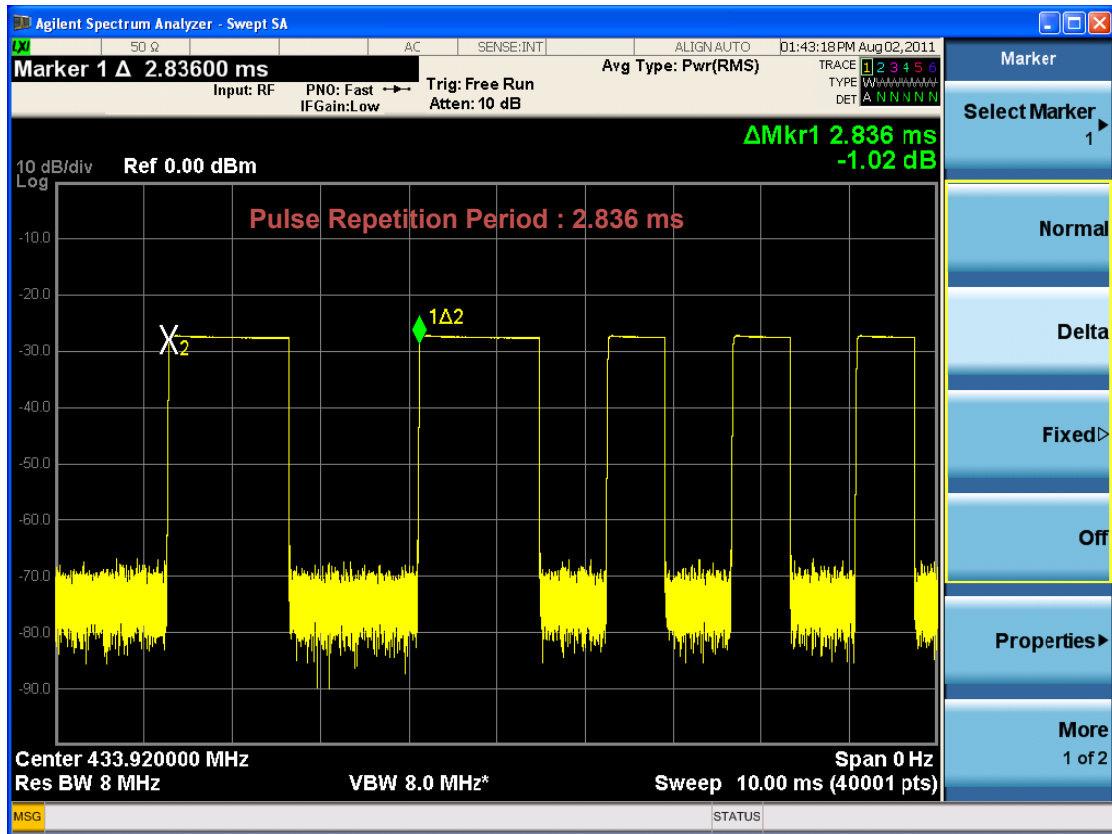 Agilent Spectrum Analyzer - Swept SA
LXI 50 Ω AC SENSE:INT ALIGN AUTO 01:43:18 PM Aug 02, 2011
Marker 1 Δ 2.83600 ms
Input: RF PNO: Fast Trig: Free Run Avg Type: Pwr(RMS) TRACE 1 2 3 4 5 6
IFGain:Low Atten: 10 dB TYPE WWWWWW
DET A N N N N N
ΔMkr1 2.836 ms
-1.02 dB
10 dB/div Ref 0.00 dBm
Log
Pulse Repetition Period : 2.836 ms
-10.0
-20.0
1Δ2
X2
-30.0
-40.0
-50.0
-60.0
-70.0
-80.0
-90.0
Center 433.920000 MHz Span 0 Hz
Res BW 8 MHz VBW 8.0 MHz* Sweep 10.00 ms (40001 pts)
MSG STATUS
Marker
Select Marker
1
Normal
Delta
Fixed
Off
Properties
More
1 of 2